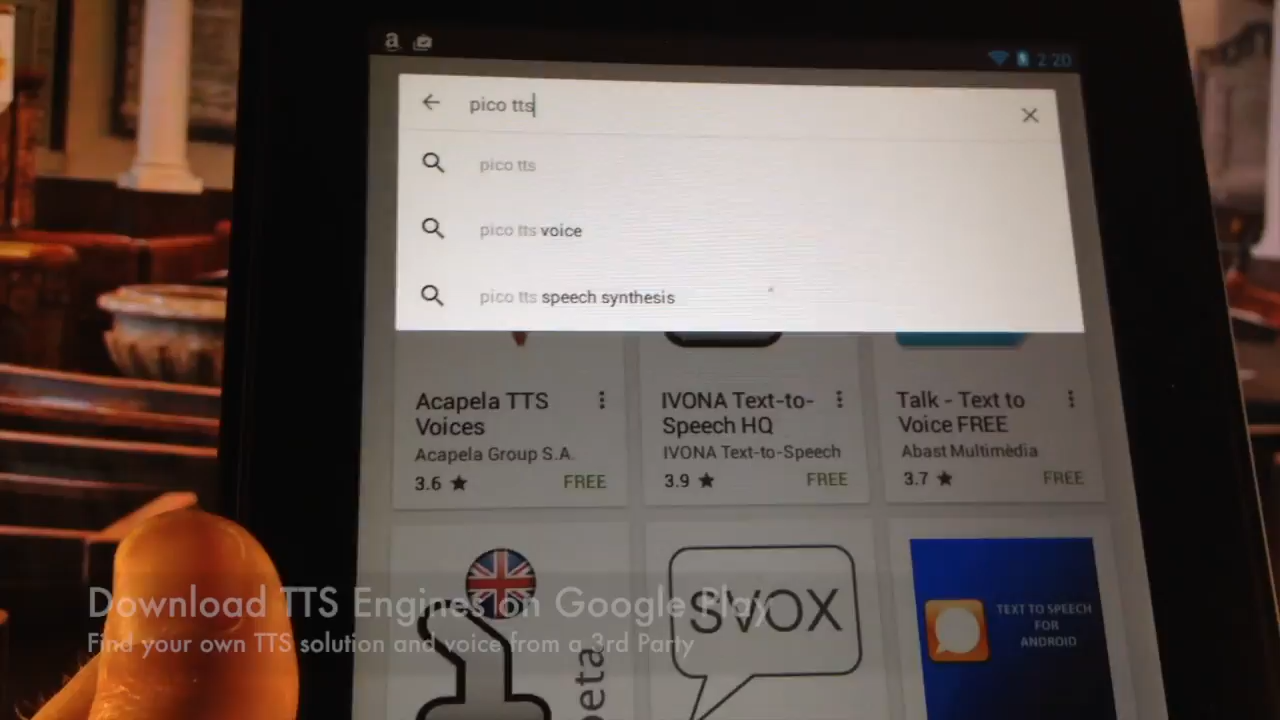 a
2:20
pico tts
pico tts
pico tts voice
pico tts speech synthesis
Acapela TTS
Voices
Acapela Group S.A.
3.6 ★ FREE
IVONA Text-to-
Speech HQ
IVONA Text-to-Speech
3.9 ★ FREE
Talk - Text to
Voice FREE
Abast Multimèdia
3.7 ★ FREE
beta
SVOX
TEXT TO SPEECH
FOR
ANDROID
Download TTS Engines on Google Play
Find your own TTS solution and voice from a 3rd Party